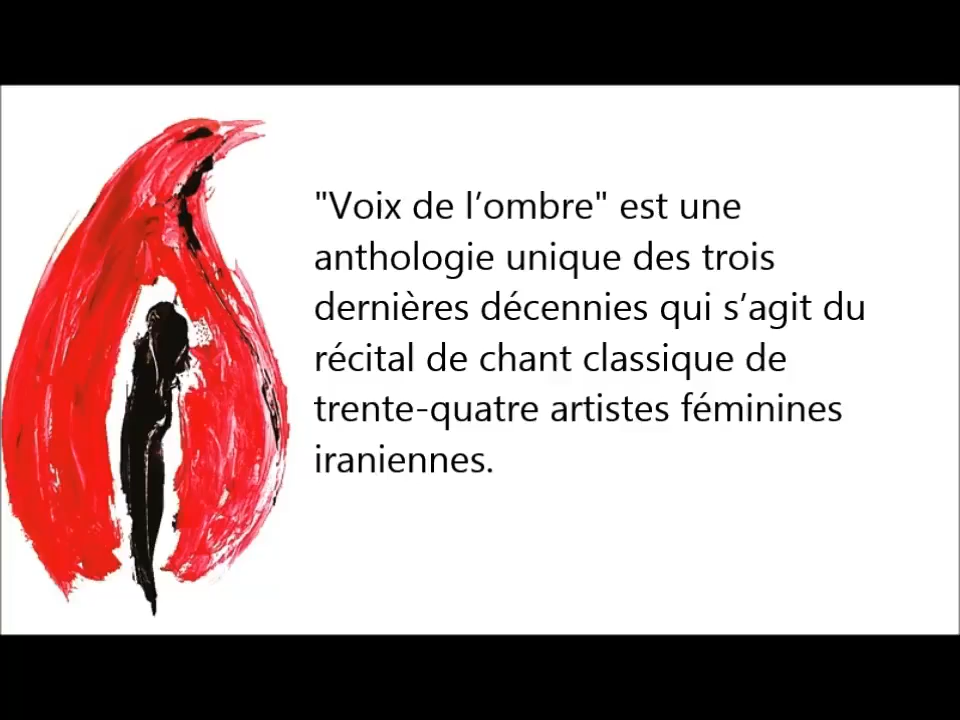 "Voix de l’ombre" est une
anthologie unique des trois
dernières décennies qui s’agit du
récital de chant classique de
trente-quatre artistes féminines
iraniennes.